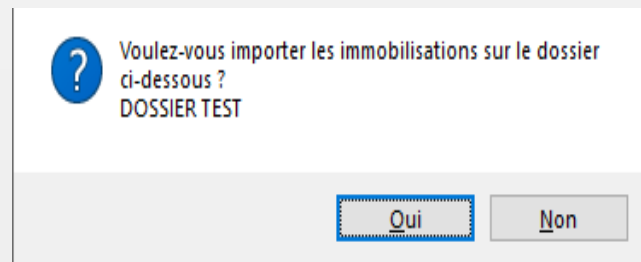 Voulez-vous importer les immobilisations sur le dossier
ci-dessous ?
DOSSIER TEST
Oui
Non